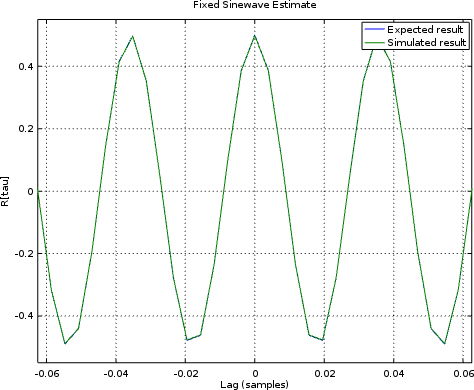 Fixed Sinewave Estimate
Expected result
Simulated result
0.4
0.2
0
-0.2
-0.4
R[tau]
-0.06 -0.04 -0.02 0 0.02 0.04 0.06
Lag (samples)